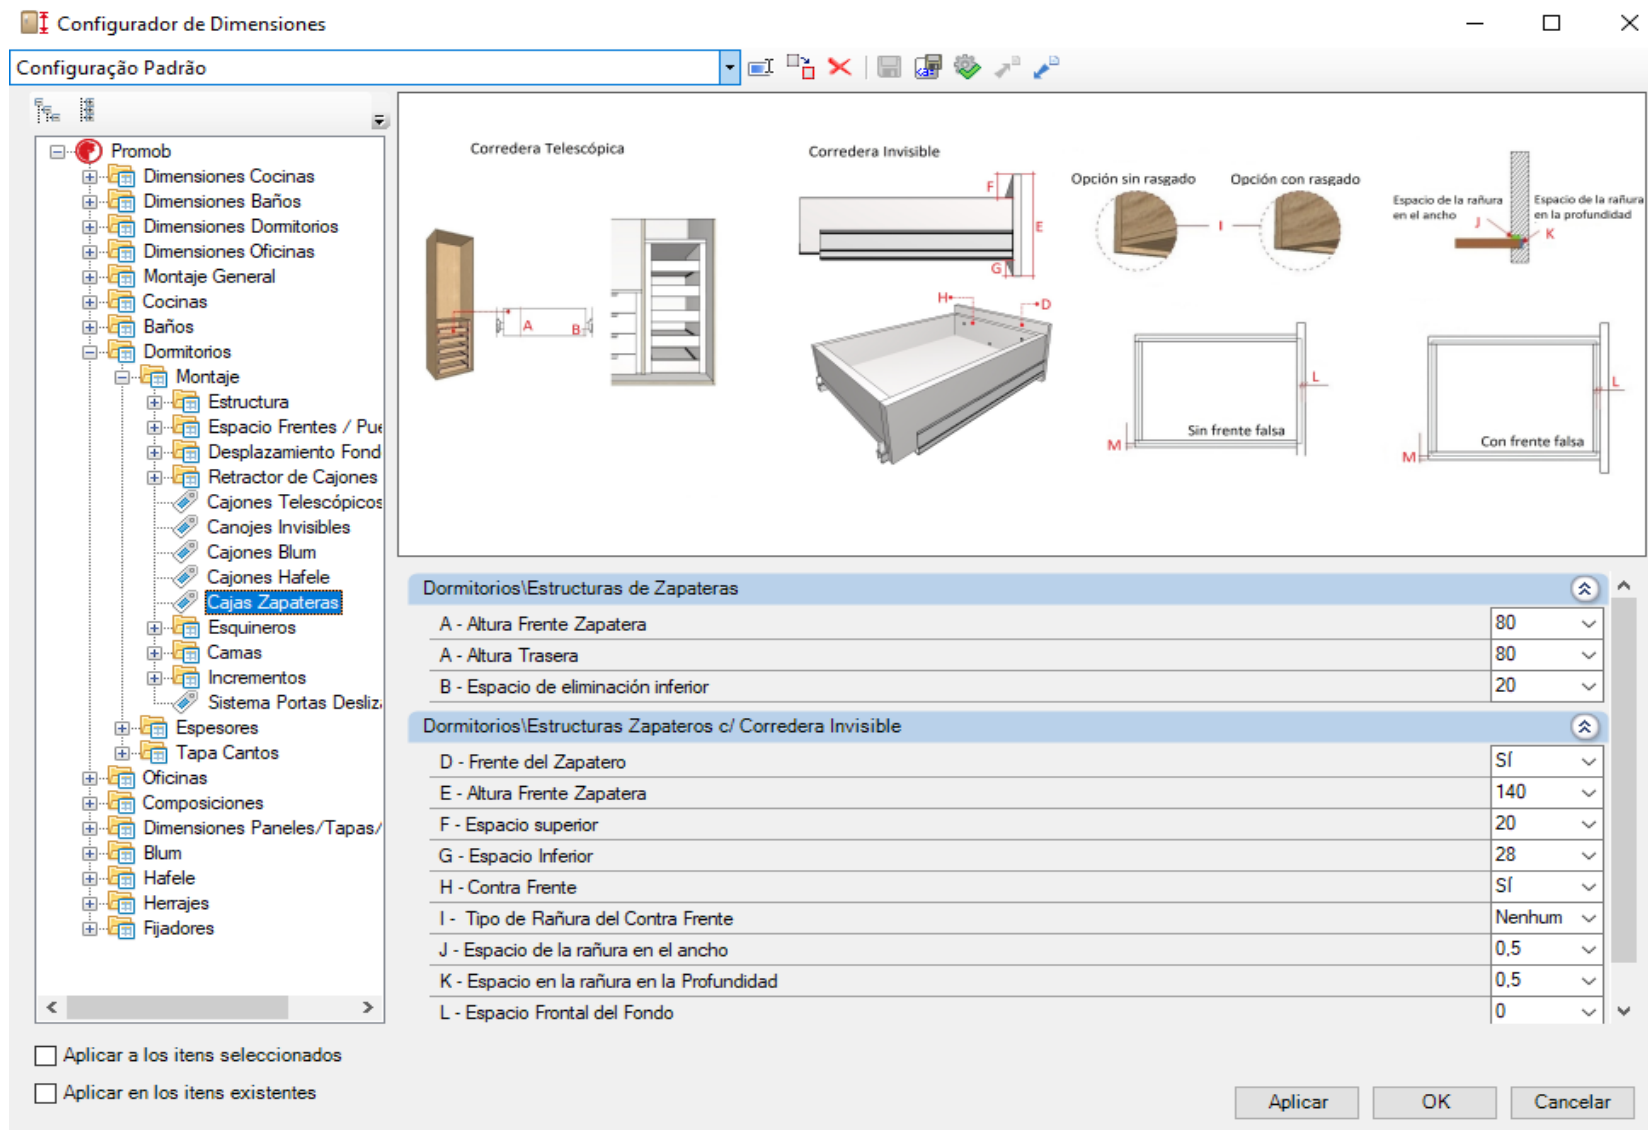 Configurador de Dimensiones
Configuração Padrão
Promob
Dimensiones Cocinas
Dimensiones Baños
Dimensiones Dormitorios
Dimensiones Oficinas
Montaje General
Cocinas
Baños
Dormitorios
Montaje
Estructura
Espacio Frentes / Pue
Desplazamiento Fond
Retractor de Cajones
Cajones Telescópicos
Canojes Invisibles
Cajones Blum
Cajones Hafele
Cajas Zapateras
Esquineros
Camas
Incrementos
Sistema Portas Desliz
Espesores
Tapa Cantos
Oficinas
Composiciones
Dimensiones Paneles/Tapas/
Blum
Hafele
Herrajes
Fijadores
Corredera Telescópica
A
B
Corredera Invisible
F
E
G
H
D
Opción sin rasgado
Opción con rasgado
I
Espacio de la rañura
en el ancho
Espacio de la rañura
en la profundidad
J
K
L
Sin frente falsa
M
L
Con frente falsa
M
Dormitorios\Estructuras de Zapateras
A - Altura Frente Zapatera 80
A - Altura Trasera 80
B - Espacio de eliminación inferior 20
Dormitorios\Estructuras Zapateros c/ Corredera Invisible
D - Frente del Zapatero SÍ
E - Altura Frente Zapatera 140
F - Espacio superior 20
G - Espacio Inferior 28
H - Contra Frente SÍ
I - Tipo de Rañura del Contra Frente Nenhum
J - Espacio de la rañura en el ancho 0,5
K - Espacio en la rañura en la Profundidad 0,5
L - Espacio Frontal del Fondo 0
Aplicar a los itens seleccionados
Aplicar en los itens existentes
Aplicar
OK
Cancelar